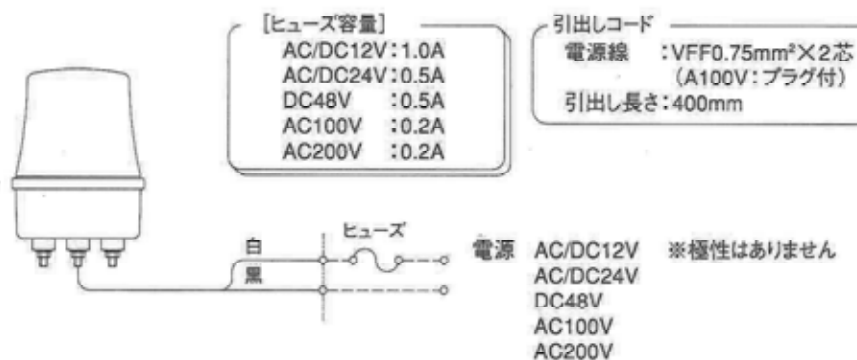 [ヒューズ容量]
AC/DC12V:1.0A
AC/DC24V:0.5A
DC48V :0.5A
AC100V :0.2A
AC200V :0.2A
引出しコード
電源線 :VFF0.75mm²×2芯
(A100V:プラグ付)
引出し長さ:400mm
白
黒
ヒューズ
電源 AC/DC12V ※極性はありません
AC/DC24V
DC48V
AC100V
AC200V